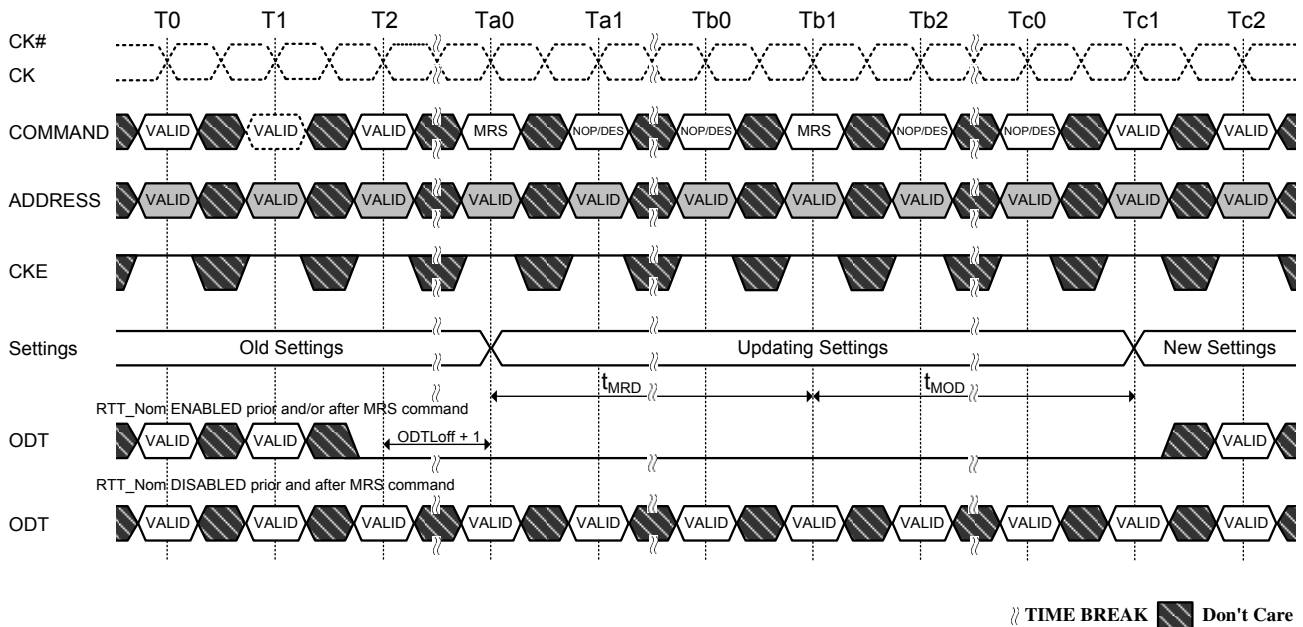 T0 T1 T2 Ta0 Ta1 Tb0 Tb1 Tb2 Tc0 Tc1 Tc2
CK#
CK
COMMAND VALID VALID VALID MRS NOP/DES NOP/DES MRS NOP/DES NOP/DES VALID VALID
ADDRESS VALID VALID VALID VALID VALID VALID VALID VALID VALID VALID VALID
CKE
Settings Old Settings Updating Settings New Settings
tMRD tMOD
RTT_Nom ENABLED prior and/or after MRS command
ODT VALID VALID ODTLoff + 1 VALID
RTT_Nom DISABLED prior and after MRS command
ODT VALID VALID VALID VALID VALID VALID VALID VALID VALID VALID VALID
TIME BREAK Don't Care